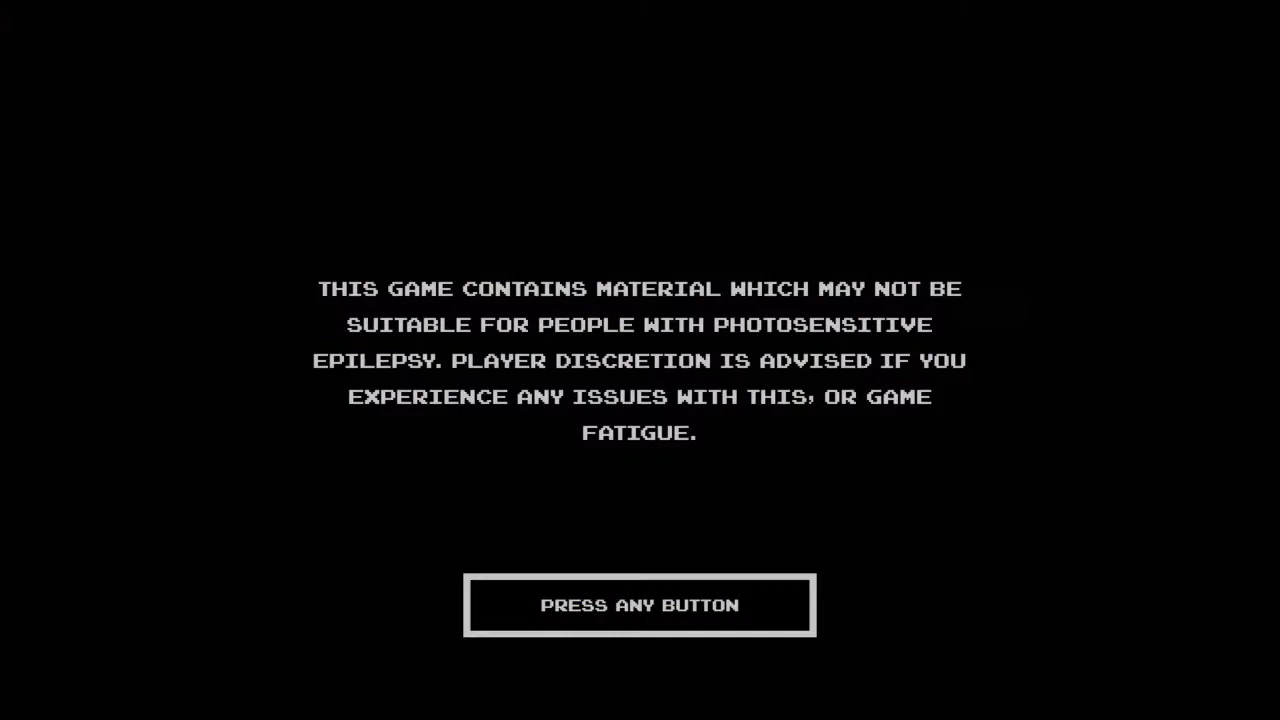 THIS GAME CONTAINS MATERIAL WHICH MAY NOT BE
SUITABLE FOR PEOPLE WITH PHOTOSENSITIVE
EPILEPSY. PLAYER DISCRETION IS ADVISED IF YOU
EXPERIENCE ANY ISSUES WITH THIS, OR GAME
FATIGUE.
PRESS ANY BUTTON